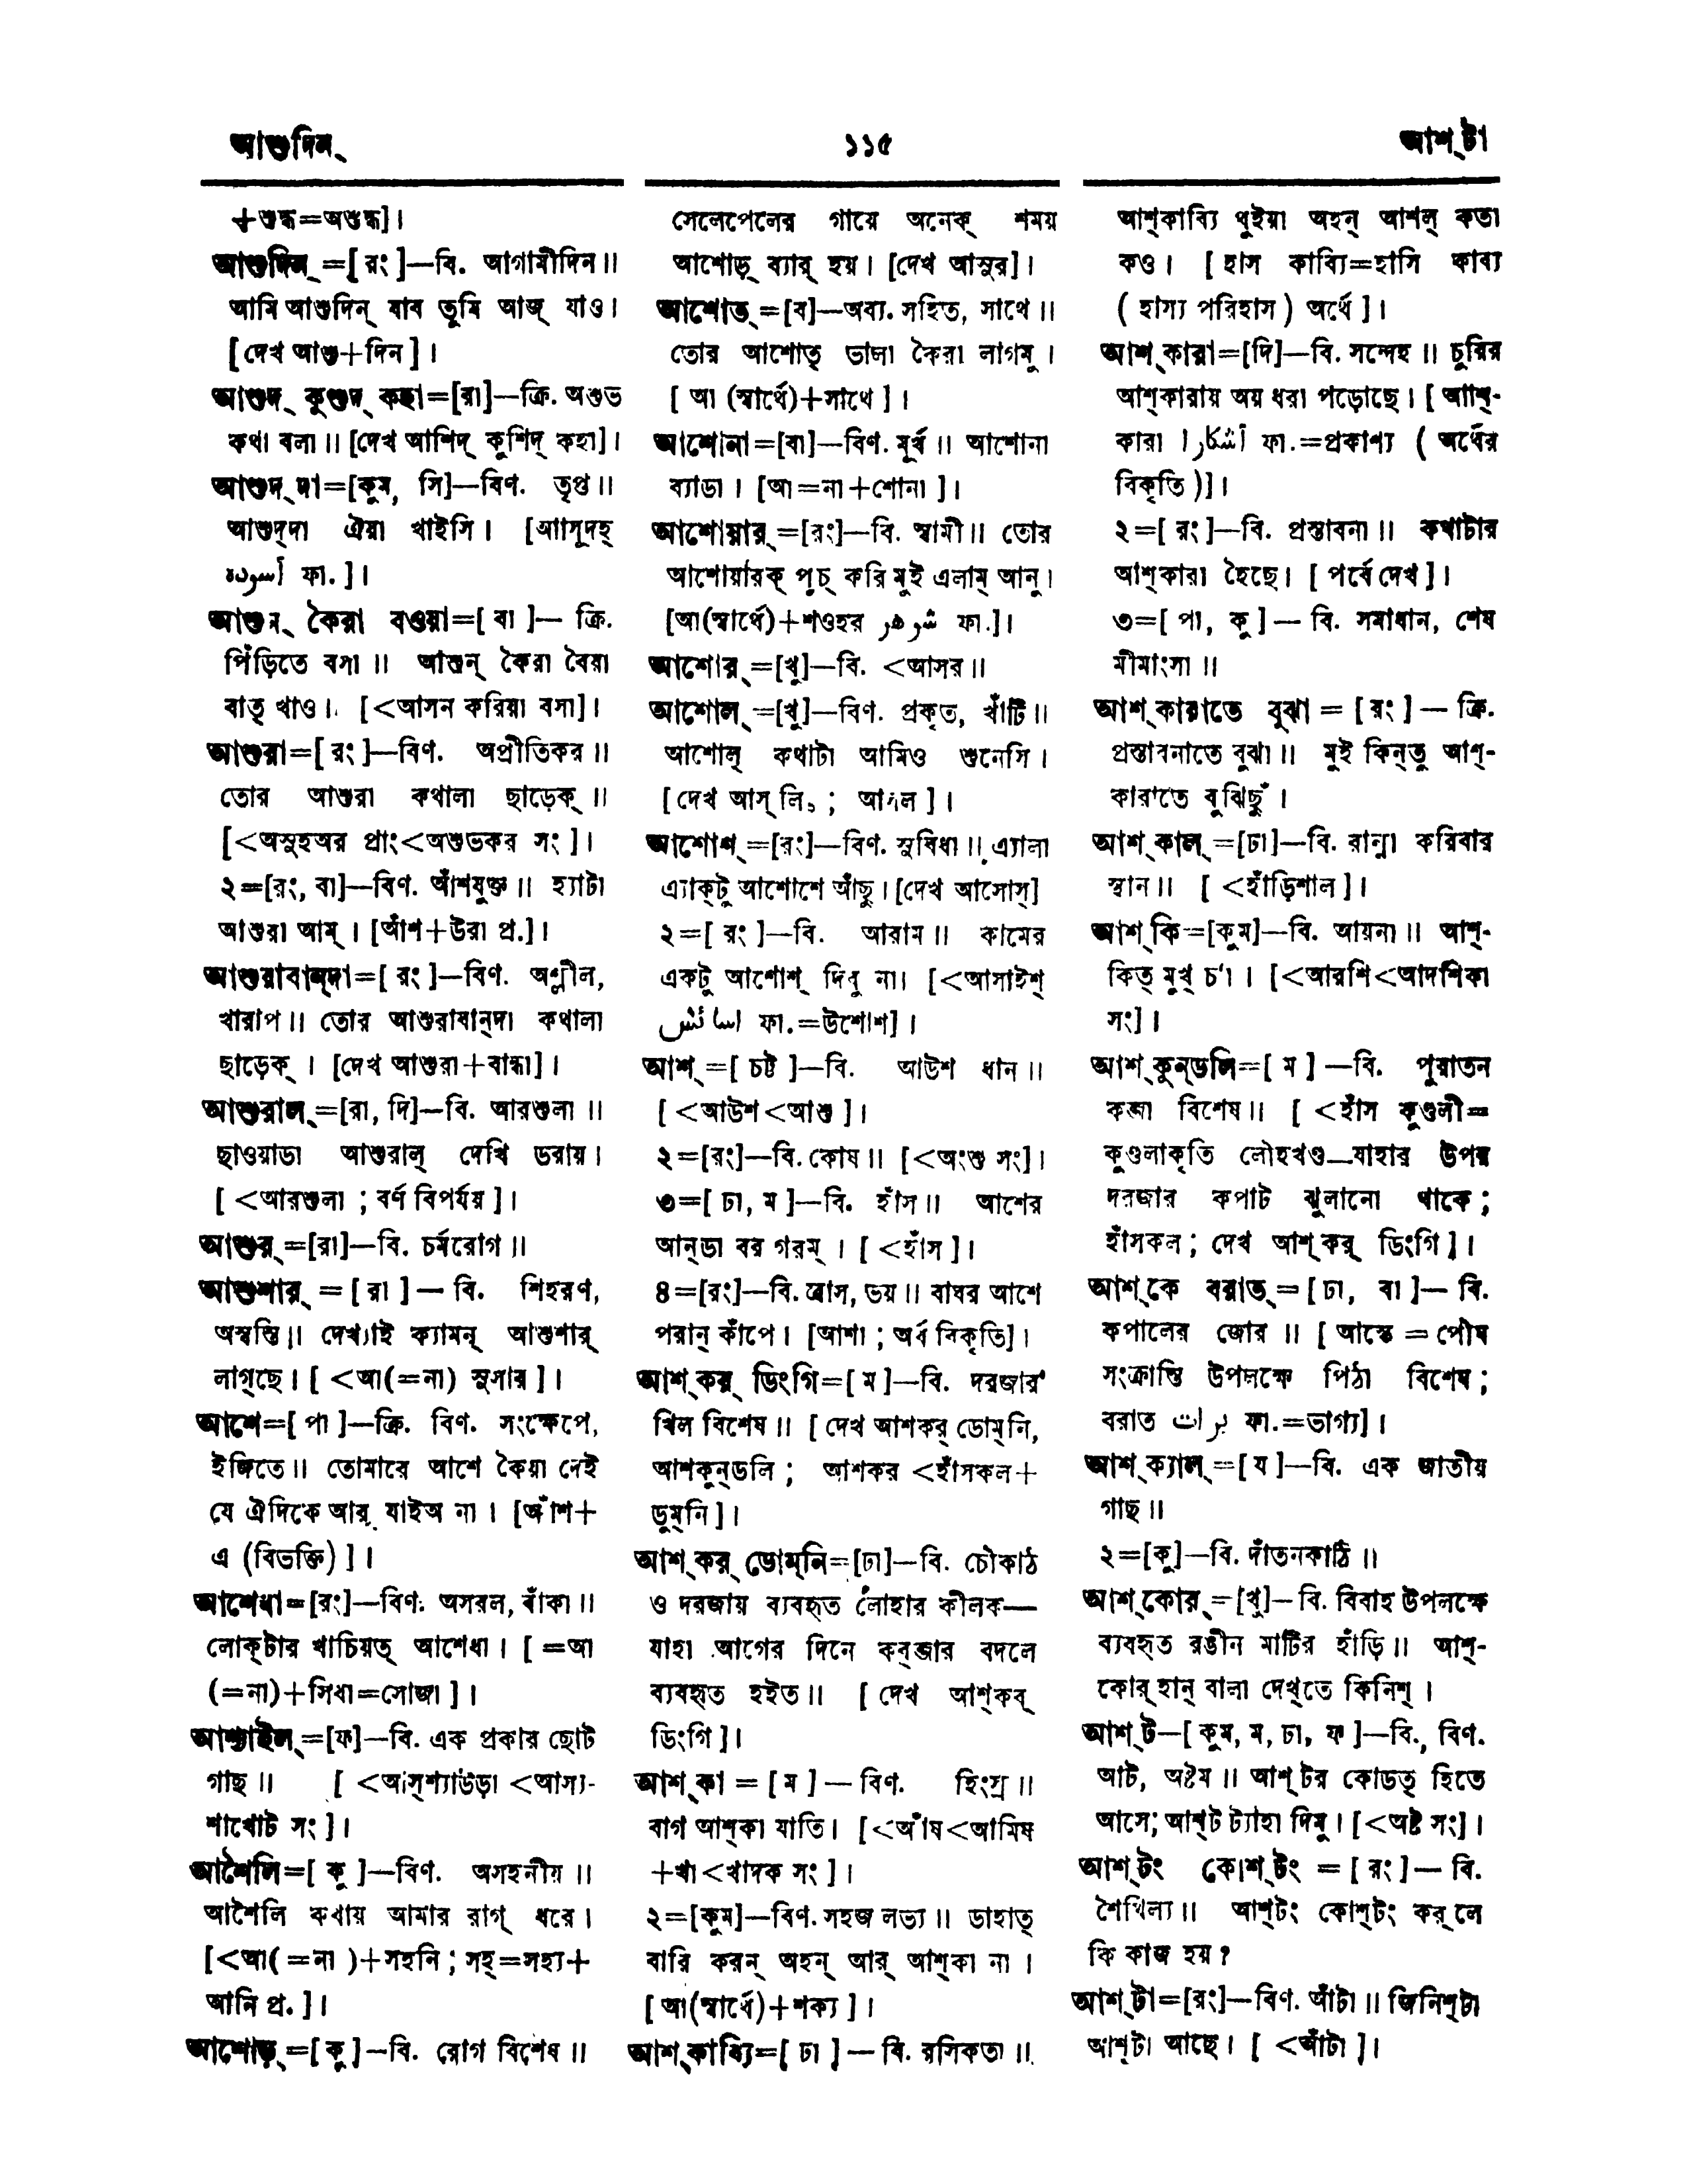 আশুদিন্
১১৫
আশ্টা
+শুদ্ধ=অশুদ্ধ]।
আশুদিন্=[রং]—বি. আগামীদিন॥
আমি আশুদিন্ যাব তুমি আজ্ যাও।
[দেখ আশু+দিন]।
আশুদ্ কুশুদ্ কহা=[রা]—ক্রি. অশুভ
কথা বলা॥ [দেখ আশিদ্ কুশিদ্ কহা]।
আশুদ্দা=[কুম, সি]—বিণ. তৃপ্ত॥
আশুদ্দা ঐয়া খাইসি। [আাসূদহ্
آسوده ফা.]।
আশুন্ কৈরা বওয়া=[বা]—ক্রি.
পিঁড়িতে বসা॥ আশুন্ কৈরা বৈয়া
বাত্ খাও। [<আসন করিয়া বসা]।
আশুরা=[রং]—বিণ. অপ্রীতিকর॥
তোর আশুরা কথালা ছাড়েক্॥
[<অসুহঅর প্রাং<অশুভকর সং]।
২=[রং, বা]—বিণ. আঁশযুক্ত॥ হ্যাটা
আশুরা আম্। [আঁশ+উরা প্র.]।
আশুরাবান্দা=[রং]—বিণ. অশ্লীল,
খারাপ॥ তোর আশুরাবান্দা কথালা
ছাড়েক্। [দেখ আশুরা+বান্ধা]।
আশুরাল্=[রা, দি]—বি. আরশুলা॥
ছাওয়াডা আশুরাল্ দেখি ডরায়।
[<আরশুলা; বর্ণ বিপর্যয়]।
আশুর্=[রা]—বি. চর্মরোগ॥
আশুশার্=[রা]—বি. শিহরণ,
অস্বস্তি॥ দেখ্যাই ক্যামন্ আশুশার্
লাগ্ছে। [<আ(=না) সুসার]।
আশে=[পা]—ক্রি. বিণ. সংক্ষেপে,
ইঙ্গিতে॥ তোমারে আশে কৈয়া দেই
যে ঐদিকে আর্ যাইঅ না। [আঁশ+
এ (বিভক্তি)]।
আশেধা=[রং]—বিণ. অসরল, বাঁকা॥
লোক্টার খাচিয়ত্ আশেধা। [=আ
(=না)+সিধা=সোজা]।
আশ্যাইল্=[ফ]—বি. এক প্রকার ছোট
গাছ॥ [<আস্শ্যাউড়া <আস্য-
শাখোট সং]।
আশৈলি=[কু]—বিণ. অসহনীয়॥
আশৈলি কথায় আমার রাগ্ ধরে।
[<আ(=না)+সহনি; সহ্=সহ্য+
আনি প্র.]।
আশোড়্=[কু]—বি. রোগ বিশেষ॥
সেলেপেলের গায়ে অনেক্ শময়
আশোড়্ ব্যার্ হয়। [দেখ আসুর]।
আশোত্=[ব]—অব্য. সহিত, সাথে॥
তোর আশোত্ ভালা কৈরা লাগমু।
[আ (স্বার্থে)+সাথে]।
আশোনা=[বা]—বিণ. মূর্খ॥ আশোনা
ব্যাডা। [আ=না+শোনা]।
আশোয়ার্=[রং]—বি. স্বামী॥ তোর
আশোয়ারক্ পুচ্ করি মুই এলাম্ আনু।
[আ(স্বার্থে)+শওহর شوهر ফা.]।
আশোর্=[খু]—বি. <আসর॥
আশোল্=[খু]—বিণ. প্রকৃত, খাঁটি॥
আশোল্ কথাটা আমিও শুনেসি।
[দেখ আস্লি; আসল]।
আশোশ্=[রং]—বিণ. সুবিধা॥ এ্যালা
এ্যাক্টু আশোশে আঁছু। [দেখ আসোস্]
২=[রং]—বি. আরাম॥ কামের
একটু আশোশ্ দিবু না। [<আসাইশ্
اسائش ফা.=উশোশ]।
আশ্=[চট্ট]—বি. আউশ ধান॥
[<আউশ<আশু]।
২=[রং]—বি. কোষ॥ [<অংশু সং]।
৩=[ঢা, ম]—বি. হাঁস॥ আশের
আন্ডা বর গরম্। [<হাঁস]।
৪=[রং]—বি. ত্রাস, ভয়॥ বাঘর আশে
পরান্ কাঁপে। [আশা; অর্থ বিকৃতি]।
আশ্কর্ ডিংগি=[ম]—বি. দরজার
খিল বিশেষ॥ [দেখ আশকর্ ডোম্নি,
আশকুন্ডলি; আশকর <হাঁসকল+
ডুম্নি]।
আশ্কর্ ডোম্নি=[ঢা]—বি. চৌকাঠ
ও দরজায় ব্যবহৃত লোহার কীলক—
যাহা আগের দিনে কব্জার বদলে
ব্যবহৃত হইত॥ [দেখ আশ্কর্
ডিংগি]।
আশ্কা=[ম]—বিণ. হিংস্র॥
বাগ আশ্কা যাতি। [<আঁষ<আমিষ
+খা<খাদক সং]।
২=[কুম]—বিণ. সহজ লভ্য॥ ডাহাত্
বারি করন্ অহন্ আর্ আশ্কা না।
[আ(স্বার্থে)+শক্য]।
আশ্কাব্যি=[ঢা]—বি. রসিকতা॥
আশ্কাব্যি থুইয়া অহন্ আশল্ কতা
কও। [হাস কাব্যি=হাসি কাব্য
(হাস্য পরিহাস) অর্থে]।
আশ্কারা=[দি]—বি. সন্দেহ॥ চুরির
আশ্কারায় অয় ধরা পড়োছে। [আাশ্-
কারা آشكارا ফা.=প্রকাশ্য (অর্থের
বিকৃতি)]।
২=[রং]—বি. প্রস্তাবনা॥ কথাটার
আশ্কারা হৈছে। [পর্বে দেখ]।
৩=[পা, কু]—বি. সমাধান, শেষ
মীমাংসা॥
আশ্কারাতে বুঝা=[রং]—ক্রি.
প্রস্তাবনাতে বুঝা॥ মুই কিন্তু আশ্-
কারাতে বুঝিছুঁ।
আশ্কাল্=[ঢা]—বি. রান্না করিবার
স্থান॥ [<হাঁড়িশাল]।
আশ্কি=[কুম]—বি. আয়না॥ আশ্-
কিত্ মুখ্ চা। [<আরশি<আদর্শিকা
সং]।
আশ্কুন্ডলি=[ম]—বি. পুরাতন
কব্জা বিশেষ॥ [<হাঁস কুণ্ডলী=
কুণ্ডলাকৃতি লৌহখণ্ড—যাহার উপর
দরজার কপাট ঝুলানো থাকে;
হাঁসকল; দেখ আশ্কর্ ডিংগি]।
আশ্কে বরাত্=[ঢা, বা]—বি.
কপালের জোর॥ [আস্কে=পৌষ
সংক্রান্তি উপলক্ষে পিঠা বিশেষ;
বরাত برات ফা.=ভাগ্য]।
আশ্ক্যাল্=[য]—বি. এক জাতীয়
গাছ॥
২=[কু]—বি. দাঁতনকাঠি॥
আশ্কোর্=[খু]—বি. বিবাহ উপলক্ষে
ব্যবহৃত রঙীন মাটির হাঁড়ি॥ আশ্-
কোর্ হান্ বালা দেখ্তে কিনিশ্।
আশ্ট—[কুম, ম, ঢা, ফ]—বি., বিণ.
আট, অষ্টম॥ আশ্টর কোডত্ হিতে
আসে; আশ্ট ট্যাহা দিমু। [<অষ্ট সং]।
আশ্টং কোশ্টং=[রং]—বি.
শৈথিল্য॥ আশ্টং কোশ্টং কর্লে
কি কাজ হয়?
আশ্টা=[রং]—বিণ. আঁটা॥ জিনিশ্টা
আশ্টা আছে। [<আঁটা]।